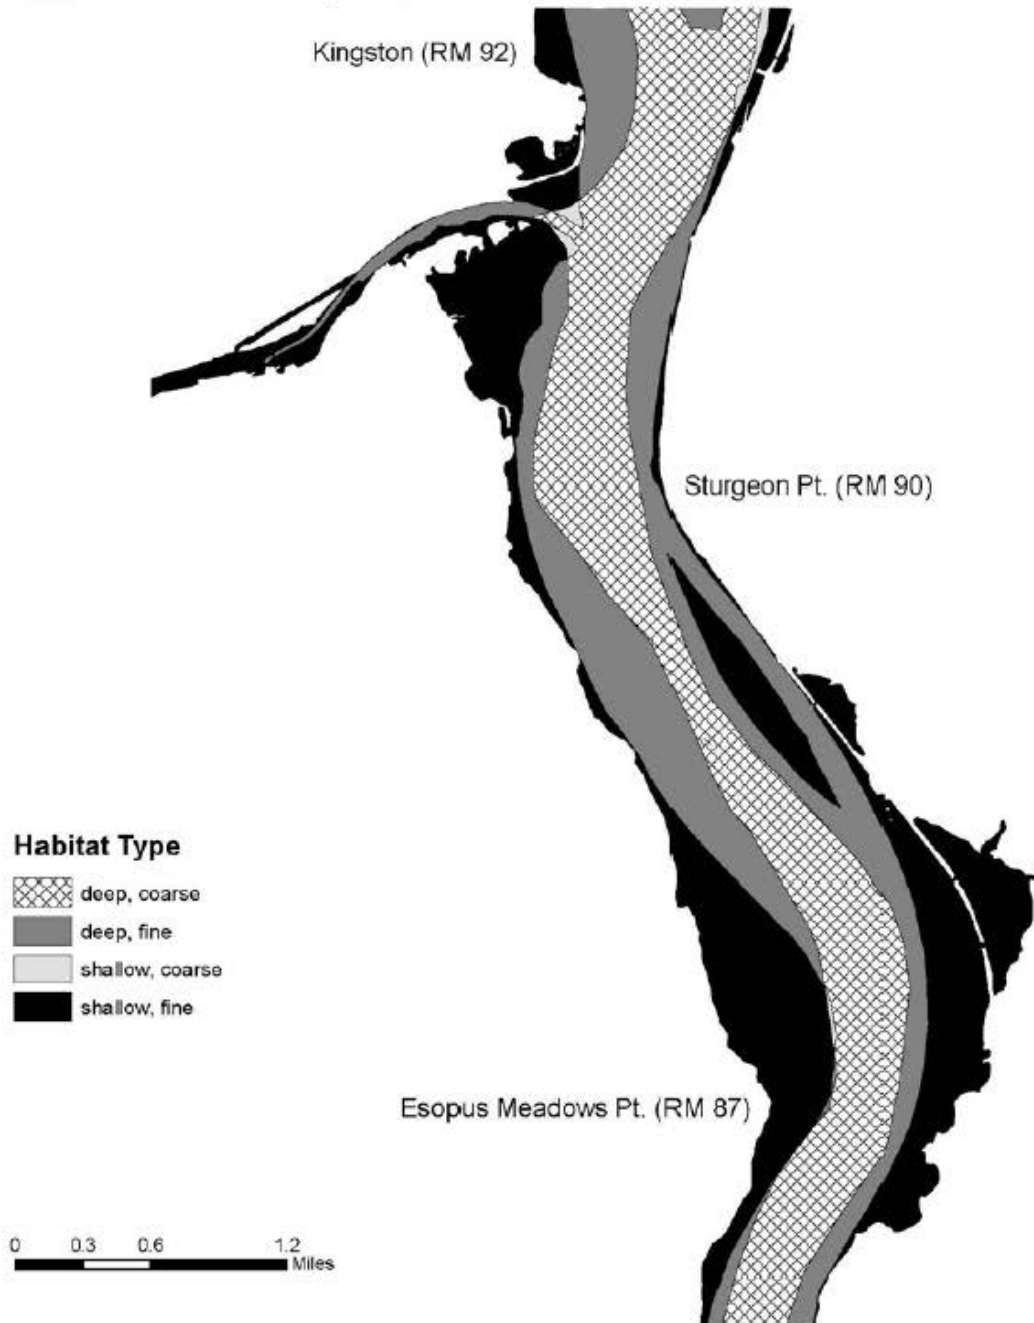 Kingston (RM 92)
Sturgeon Pt. (RM 90)
Habitat Type
deep, coarse
deep, fine
shallow, coarse
shallow, fine
Esopus Meadows Pt. (RM 87)
0 0.3 0.6 1.2
Miles